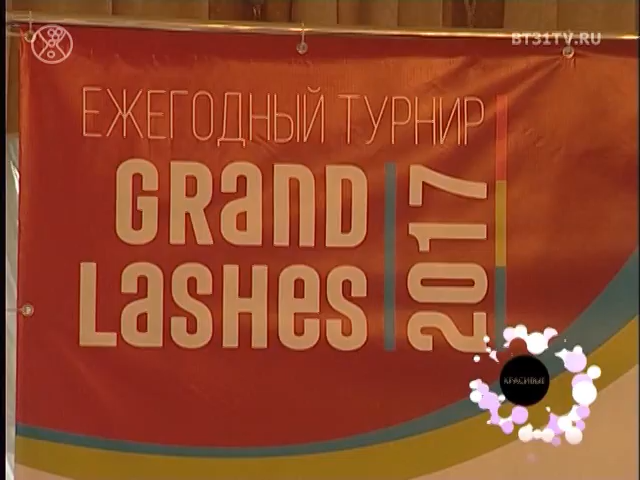 BT31TV.RU
ЕЖЕГОДНЫЙ ТУРНИР
GRAND
LASHES
2017
КРАСИВЫЕ